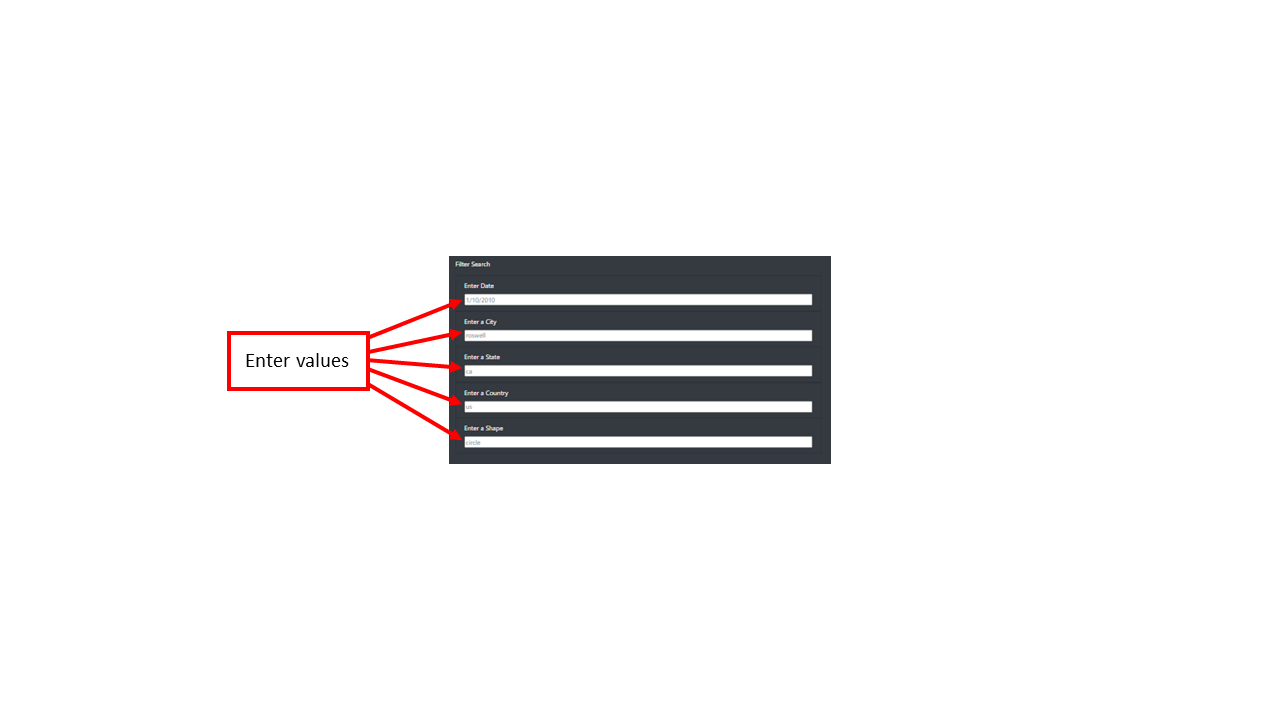 Filter Search
Enter Date
1/10/2010
Enter a City
roswell
Enter a State
ca
Enter a Country
us
Enter a Shape
circle
Enter values